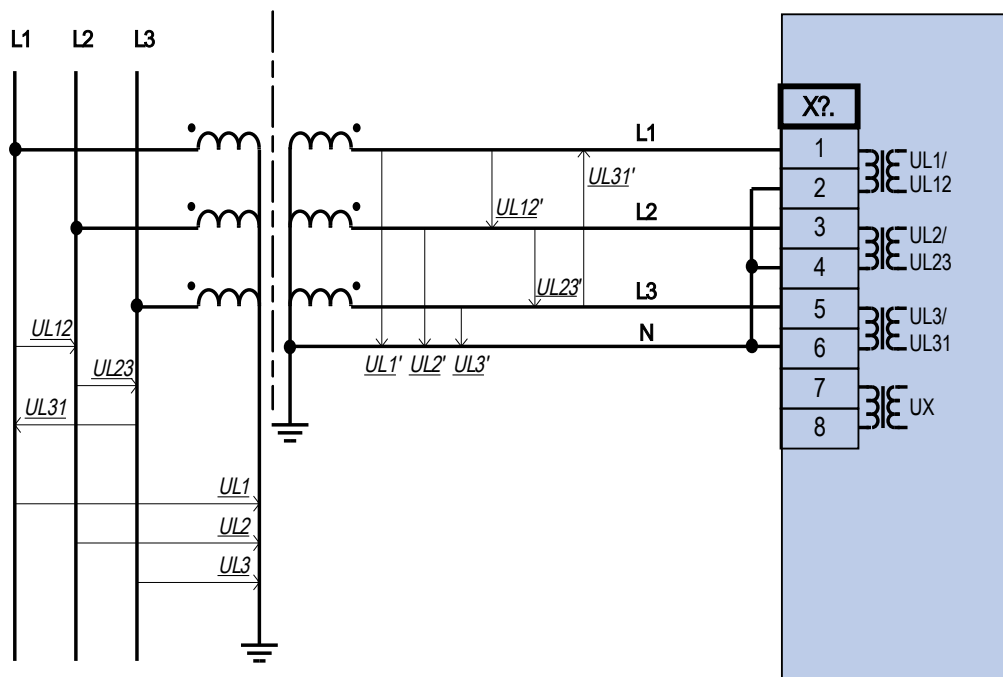 L1 L2 L3
X?.
L1
1
UL1/
UL31'
2
UL12
UL12'
L2
3
UL2/
4
UL23
UL23'
L3
5
UL3/
UL12
N
6
UL31
UL23
UL1' UL2' UL3'
7
UL31
UX
8
UL1
UL2
UL3